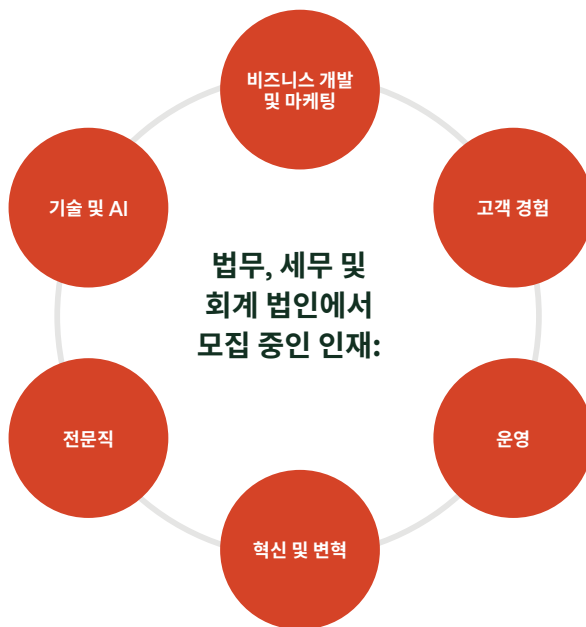 법무, 세무 및
회계 법인에서
모집 중인 인재:
비즈니스 개발
및 마케팅
고객 경험
운영
혁신 및 변혁
전문직
기술 및 AI